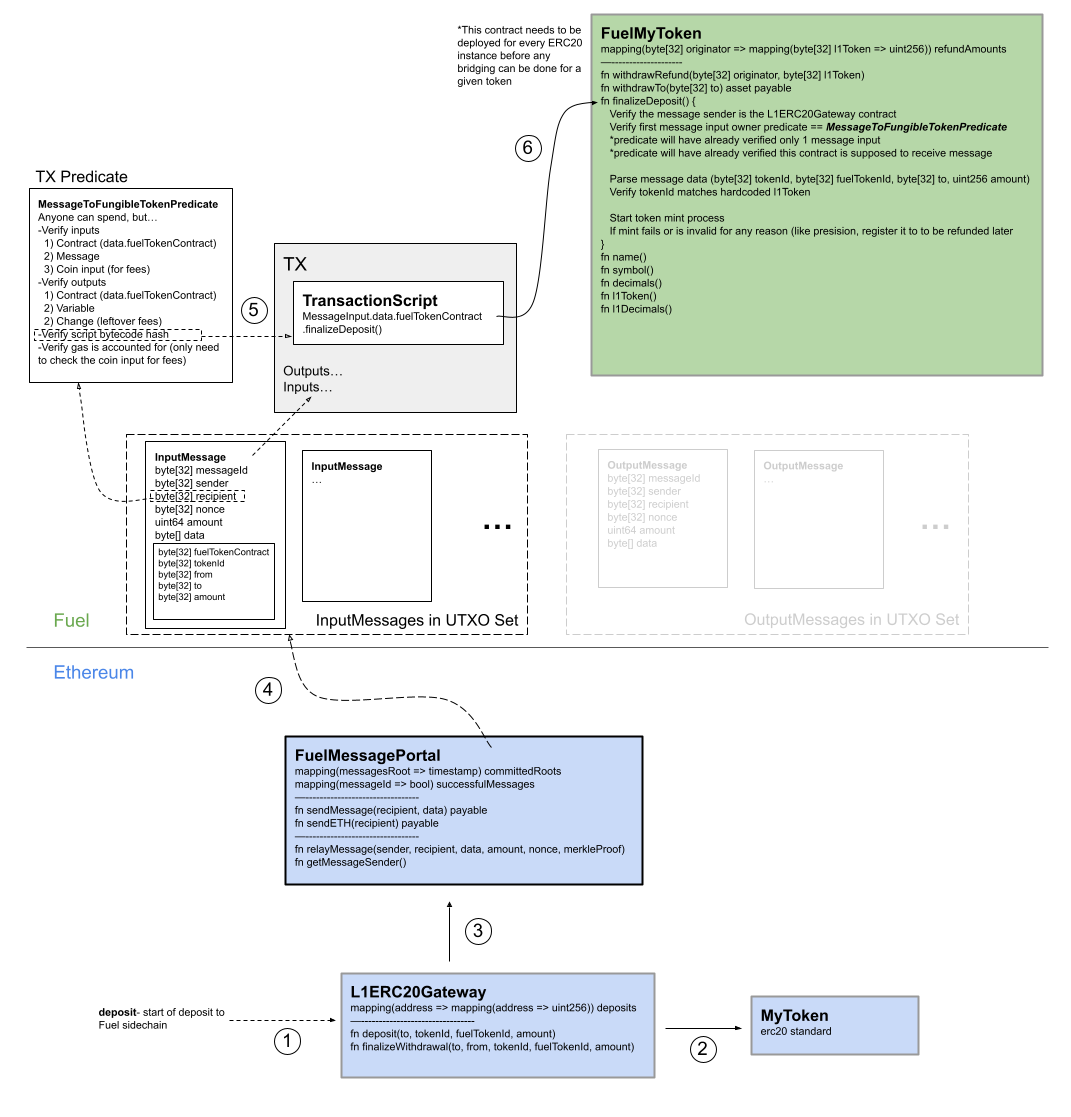 *This contract needs to be
deployed for every ERC20
instance before any
bridging can be done for a
given token
FuelMyToken
mapping(byte[32] originator => mapping(byte[32] l1Token => uint256)) refundAmounts
----------------------
fn withdrawRefund(byte[32] originator, byte[32] l1Token)
fn withdrawTo(byte[32] to) asset payable
fn finalizeDeposit() {
Verify the message sender is the L1ERC20Gateway contract
Verify first message input owner predicate == MessageToFungibleTokenPredicate
*predicate will have already verified only 1 message input
*predicate will have already verified this contract is supposed to receive message
Parse message data (byte[32] tokenId, byte[32] fuelTokenId, byte[32] to, uint256 amount)
Verify tokenId matches hardcoded l1Token
Start token mint process
If mint fails or is invalid for any reason (like presision, register it to to be refunded later
}
fn name()
fn symbol()
fn decimals()
fn l1Token()
fn l1Decimals()
6
TX Predicate
MessageToFungibleTokenPredicate
Anyone can spend, but…
-Verify inputs
1) Contract (data.fuelTokenContract)
2) Message
3) Coin input (for fees)
-Verify outputs
1) Contract (data.fuelTokenContract)
2) Variable
2) Change (leftover fees)
-Verify script bytecode hash
-Verify gas is accounted for (only need
to check the coin input for fees)
5
TX
TransactionScript
MessageInput.data.fuelTokenContract
.finalizeDeposit()
Outputs…
Inputs…
InputMessage
byte[32] messageId
byte[32] sender
byte[32] recipient
byte[32] nonce
uint64 amount
byte[] data
byte[32] fuelTokenContract
byte[32] tokenId
byte[32] from
byte[32] to
byte[32] amount
InputMessage
…
...
InputMessages in UTXO Set
OutputMessage
byte[32] messageId
byte[32] sender
byte[32] recipient
byte[32] nonce
uint64 amount
byte[] data
OutputMessage
…
...
OutputMessages in UTXO Set
Fuel
Ethereum
4
FuelMessagePortal
mapping(messagesRoot => timestamp) committedRoots
mapping(messageId => bool) successfulMessages
----------------------------------
fn sendMessage(recipient, data) payable
fn sendETH(recipient) payable
----------------------------------
fn relayMessage(sender, recipient, data, amount, nonce, merkleProof)
fn getMessageSender()
3
deposit- start of deposit to
Fuel sidechain
1
L1ERC20Gateway
mapping(address => mapping(address => uint256)) deposits
----------------------------------
fn deposit(to, tokenId, fuelTokenId, amount)
fn finalizeWithdrawal(to, from, tokenId, fuelTokenId, amount)
2
MyToken
erc20 standard